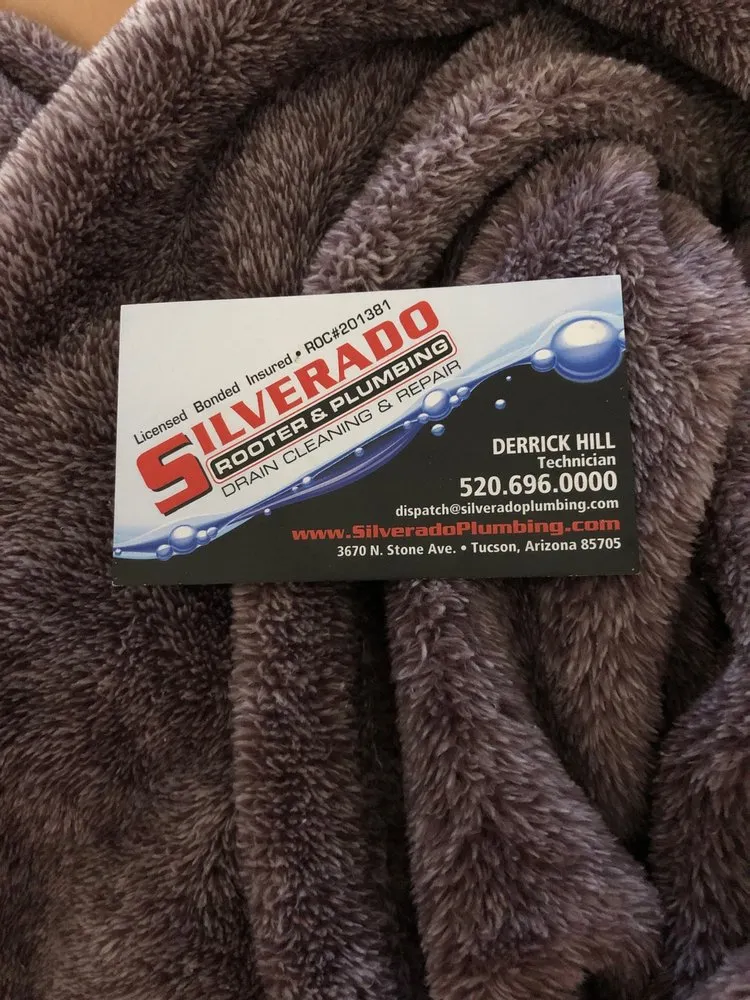 Licensed Bonded Insured • ROC#201381
SILVERADO
ROOTER & PLUMBING
DRAIN CLEANING & REPAIR
DERRICK HILL
Technician
520.696.0000
dispatch@silveradoplumbing.com
www.SilveradoPlumbing.com
3670 N. Stone Ave. • Tucson, Arizona 85705